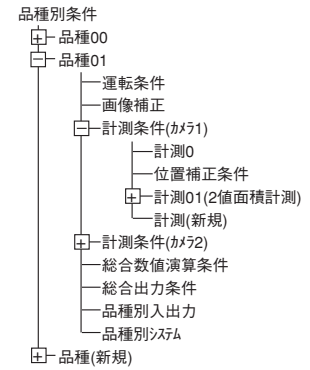 品種別条件
品種00
品種01
運転条件
画像補正
計測条件(ｶﾒﾗ1)
計測0
位置補正条件
計測01(2値面積計測)
計測(新規)
計測条件(ｶﾒﾗ2)
総合数値演算条件
総合出力条件
品種別入出力
品種別ｼｽﾃﾑ
品種(新規)